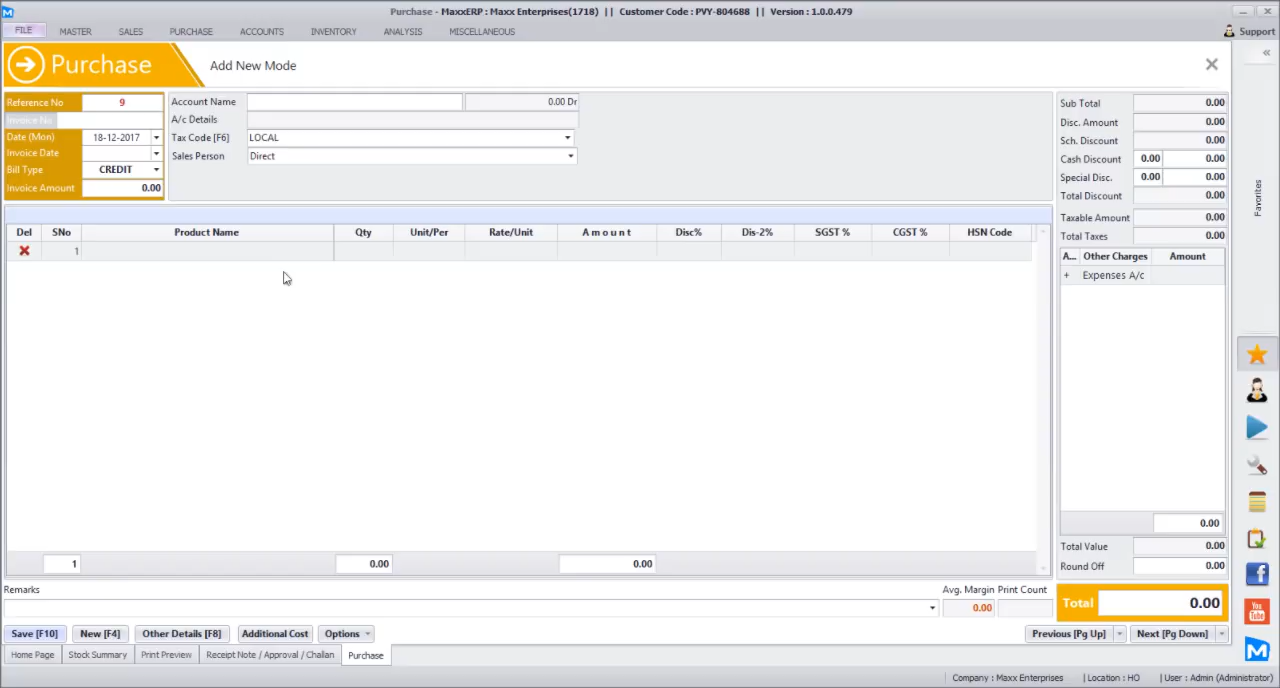 Purchase - MaxxERP : Maxx Enterprises(1718) || Customer Code : PVY-804688 || Version : 1.0.0.479
FILE MASTER SALES PURCHASE ACCOUNTS INVENTORY ANALYSIS MISCELLANEOUS Support
Purchase Add New Mode
Reference No 9
Invoice No
Date (Mon) 18-12-2017
Invoice Date
Bill Type CREDIT
Invoice Amount 0.00
Account Name 0.00 Dr
A/c Details
Tax Code [F6] LOCAL
Sales Person Direct
Sub Total 0.00
Disc. Amount 0.00
Sch. Discount 0.00
Cash Discount 0.00 0.00
Special Disc. 0.00 0.00
Total Discount 0.00
Taxable Amount 0.00
Total Taxes 0.00
Favorites
Del SNo Product Name Qty Unit/Per Rate/Unit A m o u n t Disc% Dis-2% SGST % CGST % HSN Code
1
A... Other Charges Amount
+ Expenses A/c
0.00
1 0.00 0.00
Total Value 0.00
Round Off 0.00
Remarks Avg. Margin Print Count
0.00
Total 0.00
Save [F10] New [F4] Other Details [F8] Additional Cost Options Previous [Pg Up] Next [Pg Down]
Home Page Stock Summary Print Preview Receipt Note / Approval / Challan Purchase
You
Tube
Company : Maxx Enterprises | Location : HO | User : Admin (Administrator)